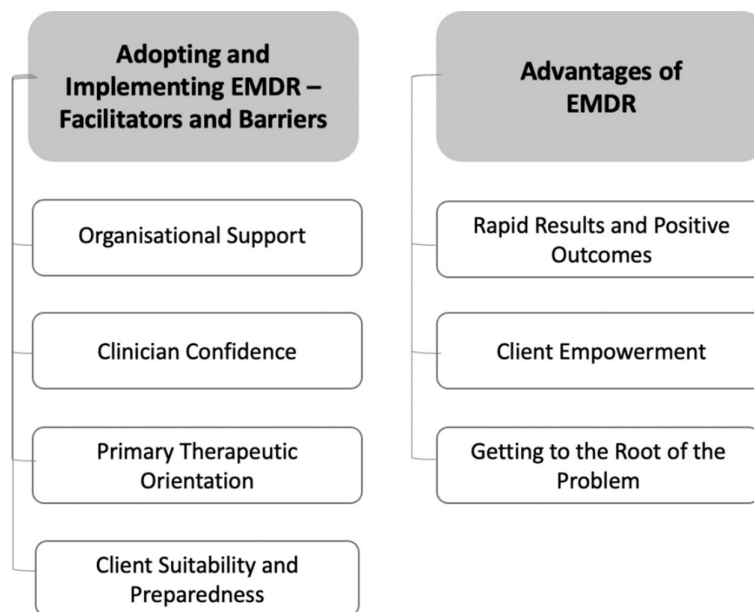 Adopting and
Implementing EMDR –
Facilitators and Barriers
Organisational Support
Clinician Confidence
Primary Therapeutic
Orientation
Client Suitability and
Preparedness
Advantages of
EMDR
Rapid Results and Positive
Outcomes
Client Empowerment
Getting to the Root of the
Problem